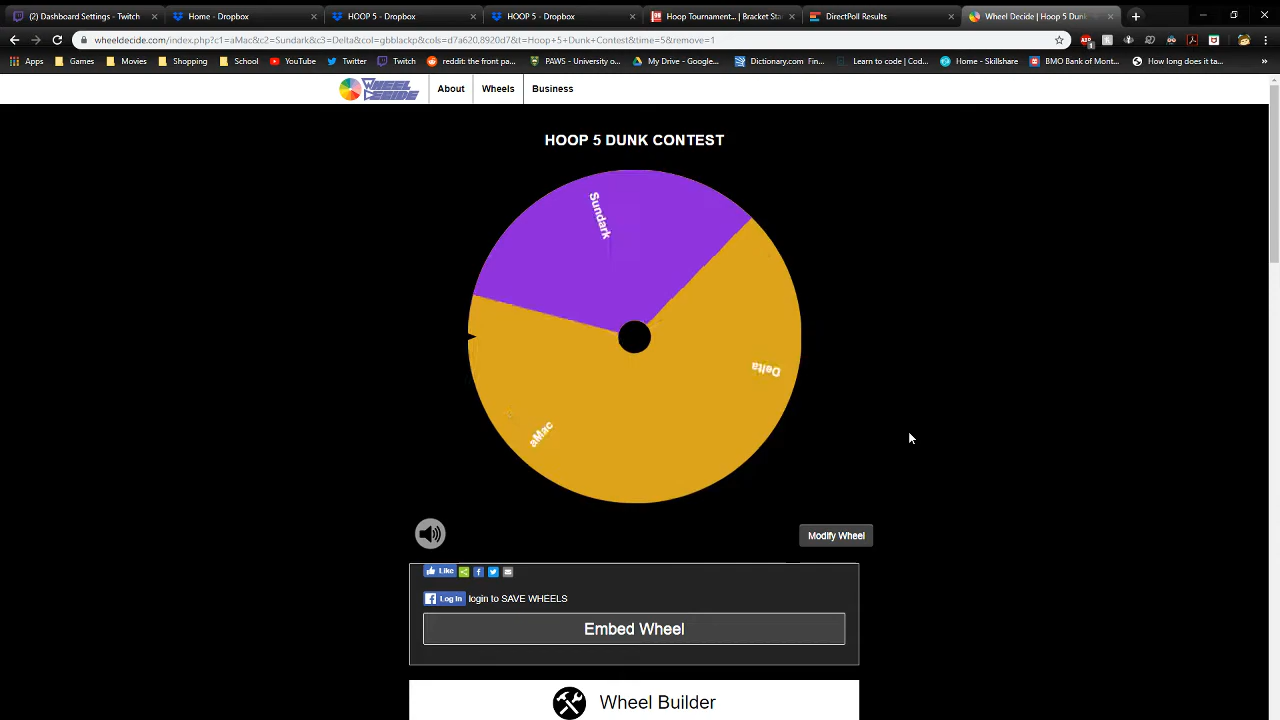 (2) Dashboard Settings - Twitch
Home - Dropbox
HOOP 5 - Dropbox
HOOP 5 - Dropbox
Hoop Tournament... | Bracket Sta
DirectPoll Results
Wheel Decide | Hoop 5 Dunk
wheeldecide.com/index.php?c1=aMac&c2=Sundark&c3=Delta&col=gbblackp&cols=d7a620,8920d7&t=Hoop+5+Dunk+Contest&time=5&remove=1
Apps
Games
Movies
Shopping
School
YouTube
Twitter
Twitch
reddit: the front pa...
PAWS - University o...
My Drive - Google...
Dictionary.com Fin...
Learn to code | Cod...
Home - Skillshare
BMO Bank of Mont...
How long does it ta...
WHEEL DECIDE
About
Wheels
Business
HOOP 5 DUNK CONTEST
Sundark
Delta
aMac
Modify Wheel
Like
Log In login to SAVE WHEELS
Embed Wheel
Wheel Builder